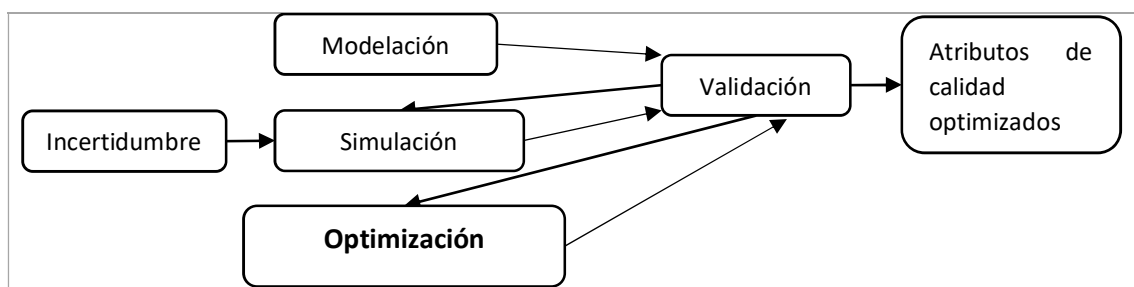 Modelación
Validación
Atributos de
calidad
optimizados
Incertidumbre
Simulación
Optimización